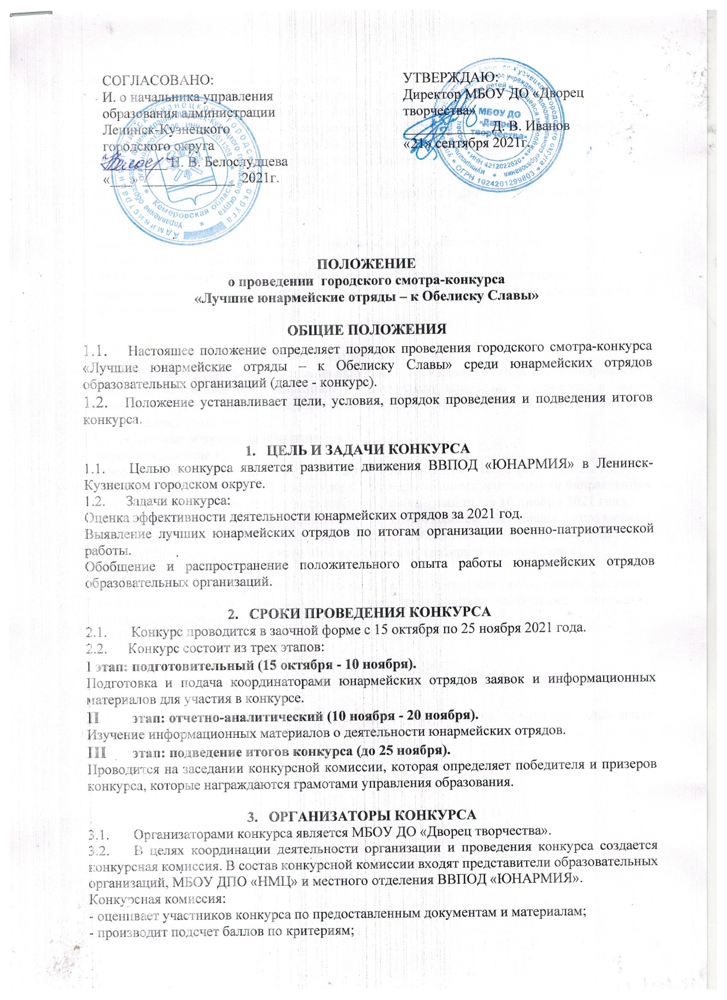 СОГЛАСОВАНО:
И. о начальника управления
образования администрации
Ленинск-Кузнецкого
городского округа
Н. В. Белослудцева
«___» ______________ 2021г.
УТВЕРЖДАЮ:
Директор МБОУ ДО «Дворец
творчества»
____________ Д. В. Иванов
«21» сентября 2021г.
МБОУ ДО
«Дворец
творчества»
ИНН 4212022620
ОГРН 1024201299803
Кемеровская область
ПОЛОЖЕНИЕ
о проведении городского смотра-конкурса
«Лучшие юнармейские отряды – к Обелиску Славы»
ОБЩИЕ ПОЛОЖЕНИЯ
1.1. Настоящее положение определяет порядок проведения городского смотра-конкурса
«Лучшие юнармейские отряды – к Обелиску Славы» среди юнармейских отрядов
образовательных организаций (далее - конкурс).
1.2. Положение устанавливает цели, условия, порядок проведения и подведения итогов
конкурса.
1. ЦЕЛЬ И ЗАДАЧИ КОНКУРСА
1.1. Целью конкурса является развитие движения ВВПОД «ЮНАРМИЯ» в Ленинск-
Кузнецком городском округе.
1.2. Задачи конкурса:
Оценка эффективности деятельности юнармейских отрядов за 2021 год.
Выявление лучших юнармейских отрядов по итогам организации военно-патриотической
работы.
Обобщение и распространение положительного опыта работы юнармейских отрядов
образовательных организаций.
2. СРОКИ ПРОВЕДЕНИЯ КОНКУРСА
2.1. Конкурс проводится в заочной форме с 15 октября по 25 ноября 2021 года.
2.2. Конкурс состоит из трех этапов:
I этап: подготовительный (15 октября - 10 ноября).
Подготовка и подача координаторами юнармейских отрядов заявок и информационных
материалов для участия в конкурсе.
II этап: отчетно-аналитический (10 ноября - 20 ноября).
Изучение информационных материалов о деятельности юнармейских отрядов.
III этап: подведение итогов конкурса (до 25 ноября).
Проводится на заседании конкурсной комиссии, которая определяет победителя и призеров
конкурса, которые награждаются грамотами управления образования.
3. ОРГАНИЗАТОРЫ КОНКУРСА
3.1. Организаторами конкурса является МБОУ ДО «Дворец творчества».
3.2. В целях координации деятельности организации и проведения конкурса создается
конкурсная комиссия. В состав конкурсной комиссии входят представители образовательных
организаций, МБОУ ДПО «НМЦ» и местного отделения ВВПОД «ЮНАРМИЯ».
Конкурсная комиссия:
- оценивает участников конкурса по предоставленным документам и материалам;
- производит подсчет баллов по критериям;